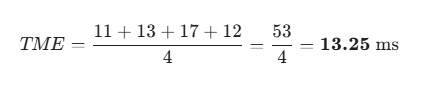 TME = (11 + 13 + 17 + 12)/4 = 53/4 = 13.25 ms